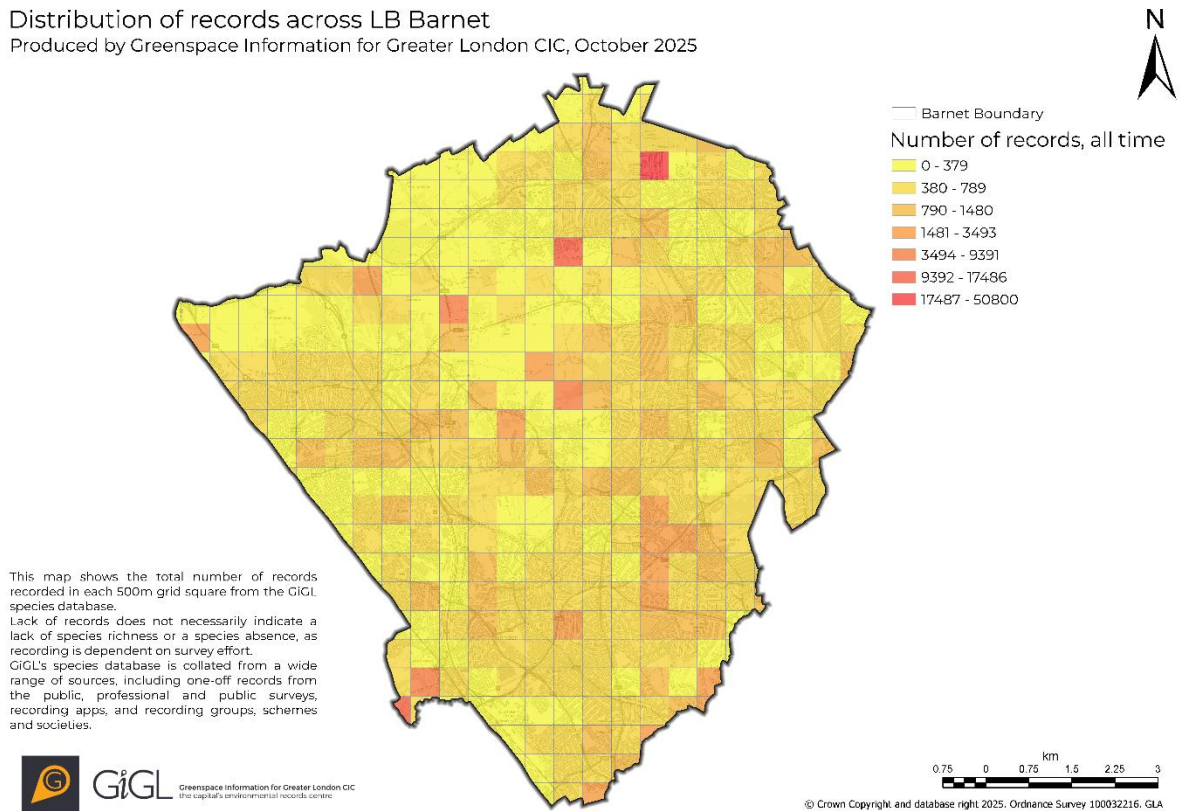 Distribution of records across LB Barnet
Produced by Greenspace Information for Greater London CIC, October 2025
N
Barnet Boundary
Number of records, all time
0 - 379
380 - 789
790 - 1480
1481 - 3493
3494 - 9391
9392 - 17486
17487 - 50800
This map shows the total number of records
recorded in each 500m grid square from the GiGL
species database.
Lack of records does not necessarily indicate a
lack of species richness or a species absence, as
recording is dependent on survey effort.
GiGL's species database is collated from a wide
range of sources, including one-off records from
the public, professional and public surveys,
recording apps, and recording groups, schemes
and societies.
G
GiGL
Greenspace Information for Greater London CIC
the capital's environmental records centre
km
0.75 0 0.75 1.5 2.25 3
© Crown Copyright and database right 2025. Ordnance Survey 100032216. GLA